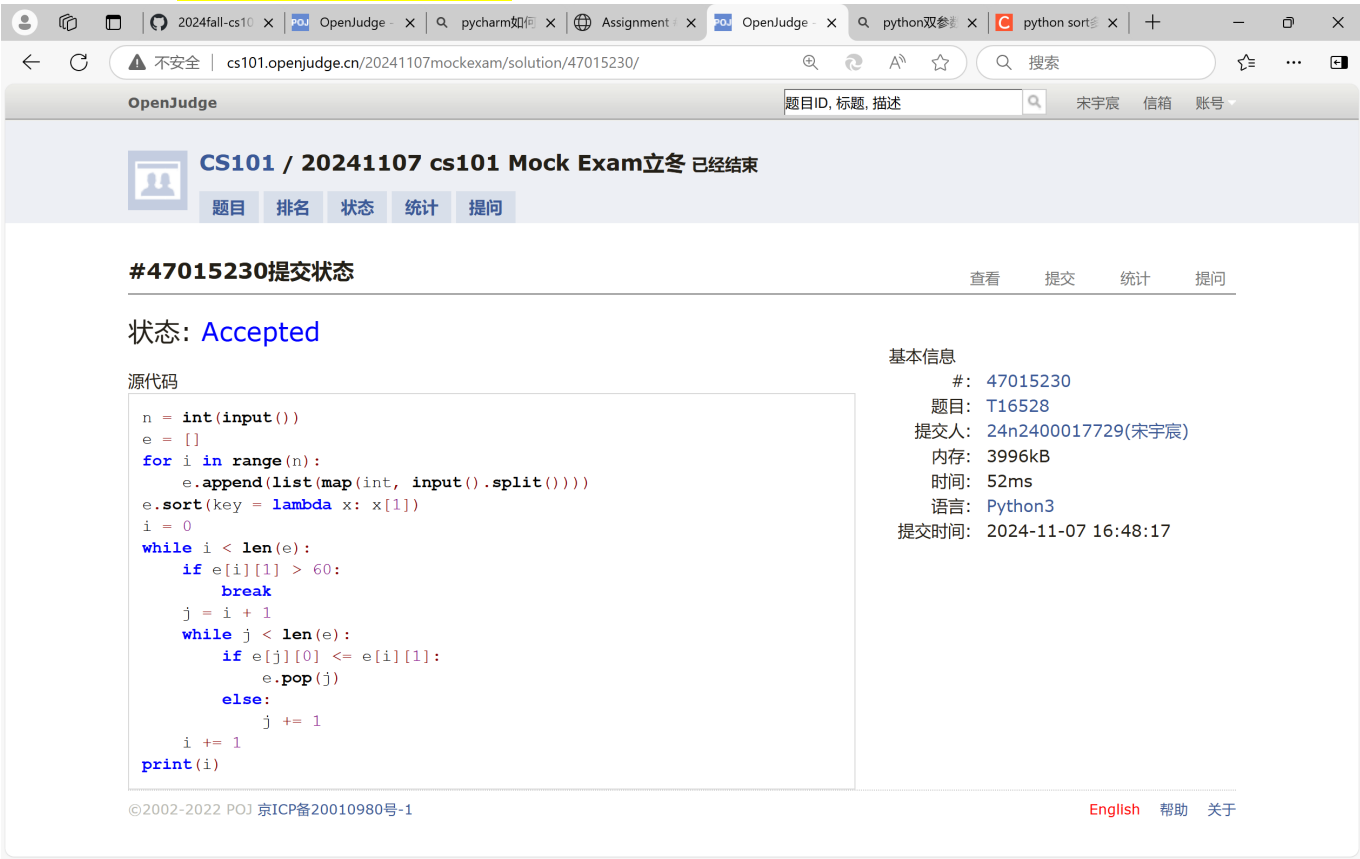 2024fall-cs10
OpenJudge -
pycharm如何
Assignment #
OpenJudge -
python双参数
python sort多
不安全 cs101.openjudge.cn/20241107mockexam/solution/47015230/
搜索
OpenJudge
题目ID, 标题, 描述
宋宇宸 信箱 账号
CS101 / 20241107 cs101 Mock Exam立冬 已经结束
题目 排名 状态 统计 提问
#47015230提交状态
查看 提交 统计 提问
状态: Accepted
源代码
n = int(input())
e = []
for i in range(n):
    e.append(list(map(int, input().split())))
e.sort(key = lambda x: x[1])
i = 0
while i < len(e):
    if e[i][1] > 60:
        break
    j = i + 1
    while j < len(e):
        if e[j][0] <= e[i][1]:
            e.pop(j)
        else:
            j += 1
    i += 1
print(i)
基本信息
#: 47015230
题目: T16528
提交人: 24n2400017729(宋宇宸)
内存: 3996kB
时间: 52ms
语言: Python3
提交时间: 2024-11-07 16:48:17
©2002-2022 POJ 京ICP备20010980号-1
English 帮助 关于